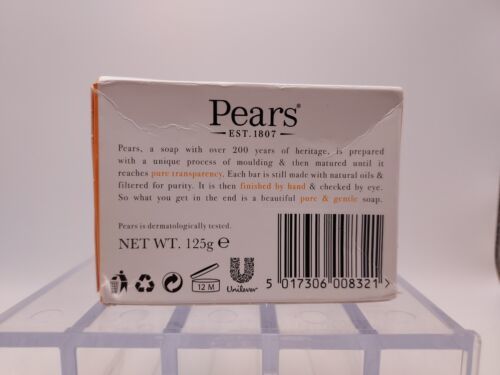 Pears®
EST. 1807
Pears, a soap with over 200 years of heritage, is prepared
with a unique process of moulding & then matured until it
reaches pure transparency. Each bar is still made with natural oils &
filtered for purity. It is then finished by hand & checked by eye.
So what you get in the end is a beautiful pure & gentle soap.
Pears is dermatologically tested.
NET WT. 125g ℮
12 M
Unilever
5 017306 008321 >